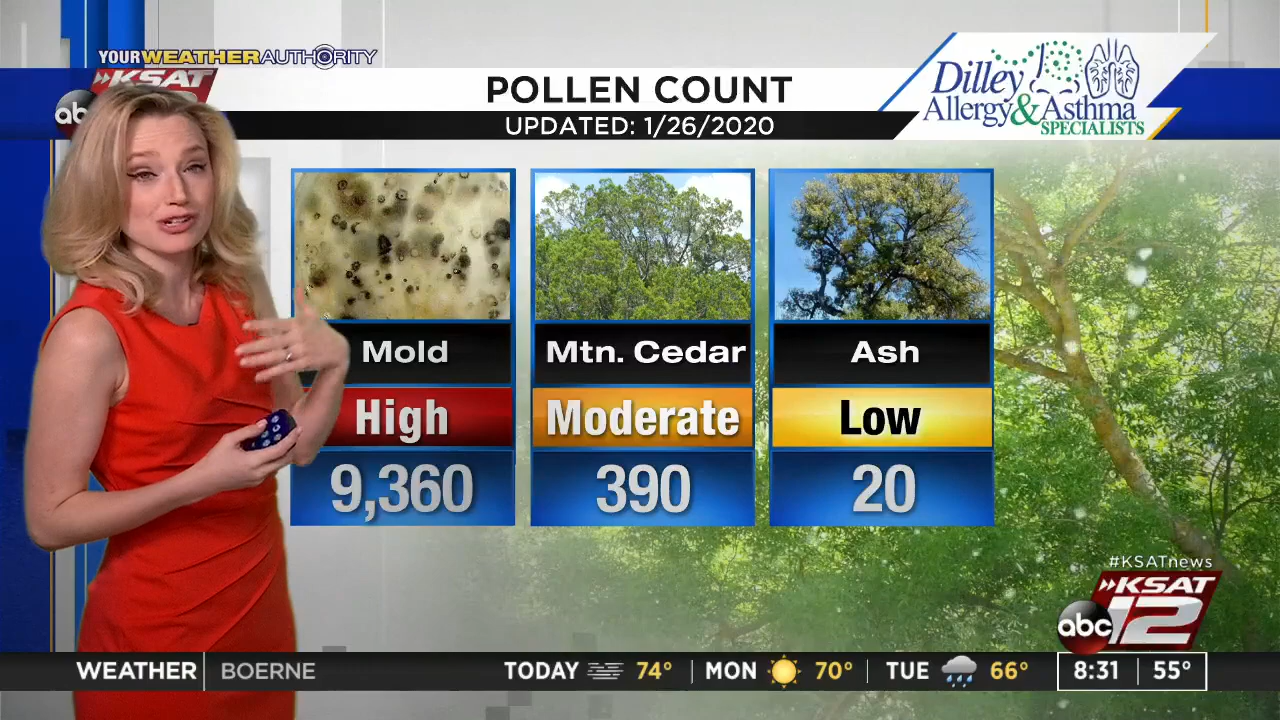 YOUR WEATHER AUTHORITY
KSAT
abc
POLLEN COUNT
UPDATED: 1/26/2020
Dilley
Allergy & Asthma
SPECIALISTS
Mold
High
9,360
Mtn. Cedar
Moderate
390
Ash
Low
20
#KSATnews
KSAT
abc 12
WEATHER BOERNE TODAY 74° MON 70° TUE 66° 8:31 55°